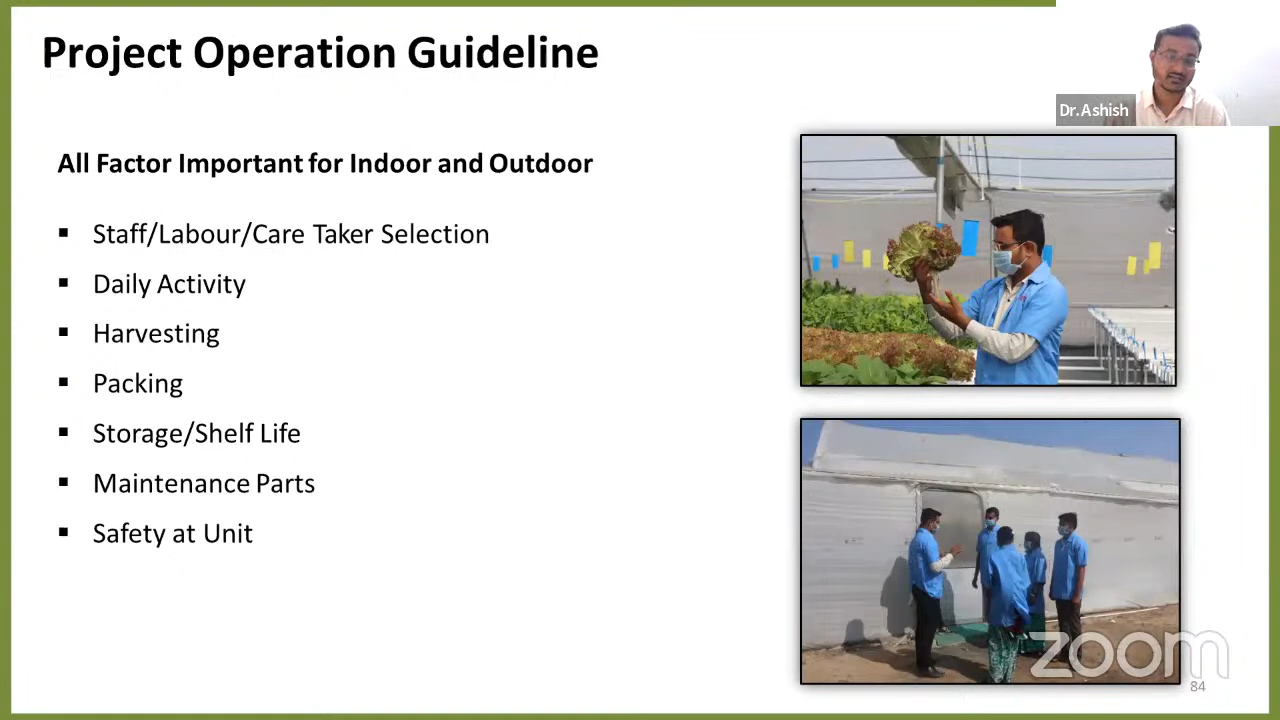 Project Operation Guideline
Dr.Ashish
All Factor Important for Indoor and Outdoor
Staff/Labour/Care Taker Selection
Daily Activity
Harvesting
Packing
Storage/Shelf Life
Maintenance Parts
Safety at Unit
zoom
84